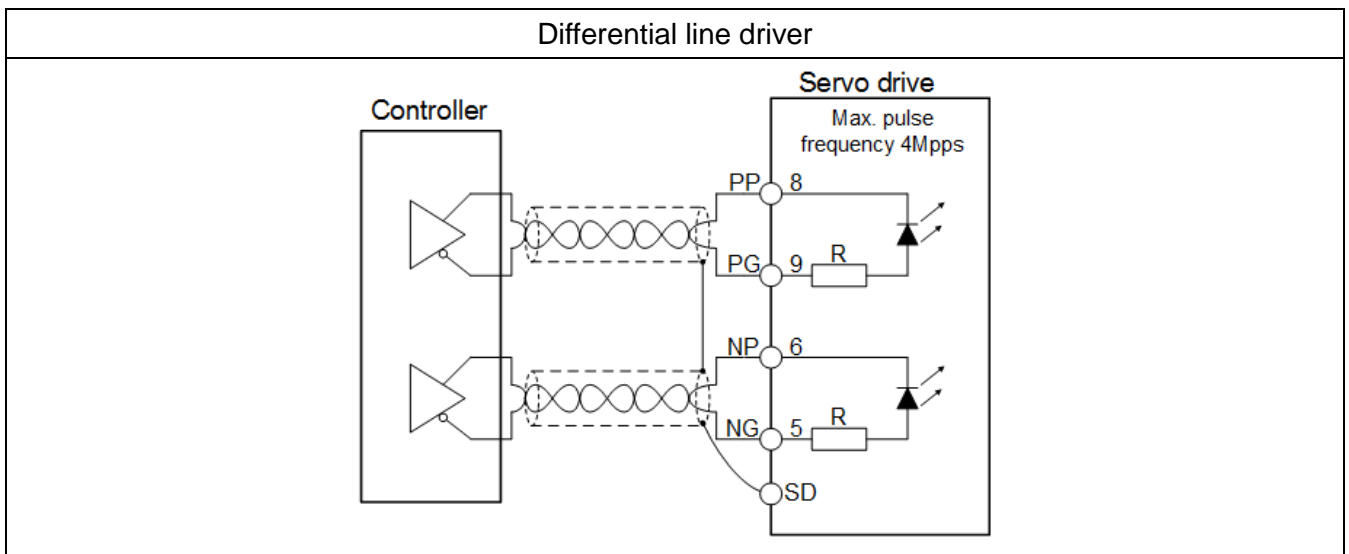 Differential line driver
Servo drive
Controller
Max. pulse
frequency 4Mpps
PP 8
PG 9 R
NP 6
NG 5 R
SD